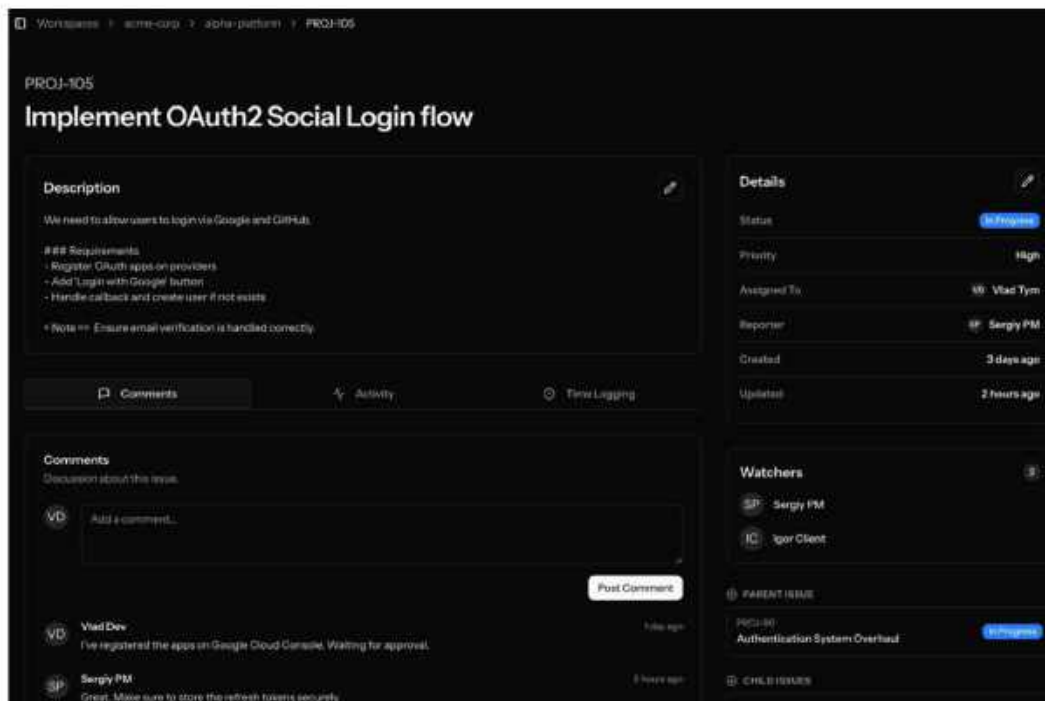 Workspaces > acme-corp > alpha-platform > PROJ-105
PROJ-105
Implement OAuth2 Social Login flow
Description
We need to allow users to login via Google and GitHub.
### Requirements
- Register OAuth apps on providers
- Add 'Login with Google' button
- Handle callback and create user if not exists
Note Ensure email verification is handled correctly.
Comments
Activity
Time Logging
Comments
Discussion about this issue.
VD
Add a comment...
Post Comment
VD
Vlad Dev
1 day ago
I've registered the apps on Google Cloud Console. Waiting for approval.
SP
Sergiy PM
hours ago
Great. Make sure to store the refresh tokens securely
Details
Status In Progress
Priority High
Assigned To Vlad Tym
Reporter SP Sergiy PM
Created 3 days ago
Updated 2 hours ago
Watchers
SP Sergiy PM
IC Igor Client
PARENT ISSUE
Authentication System Overhaul
In Progress
CHILD ISSUES